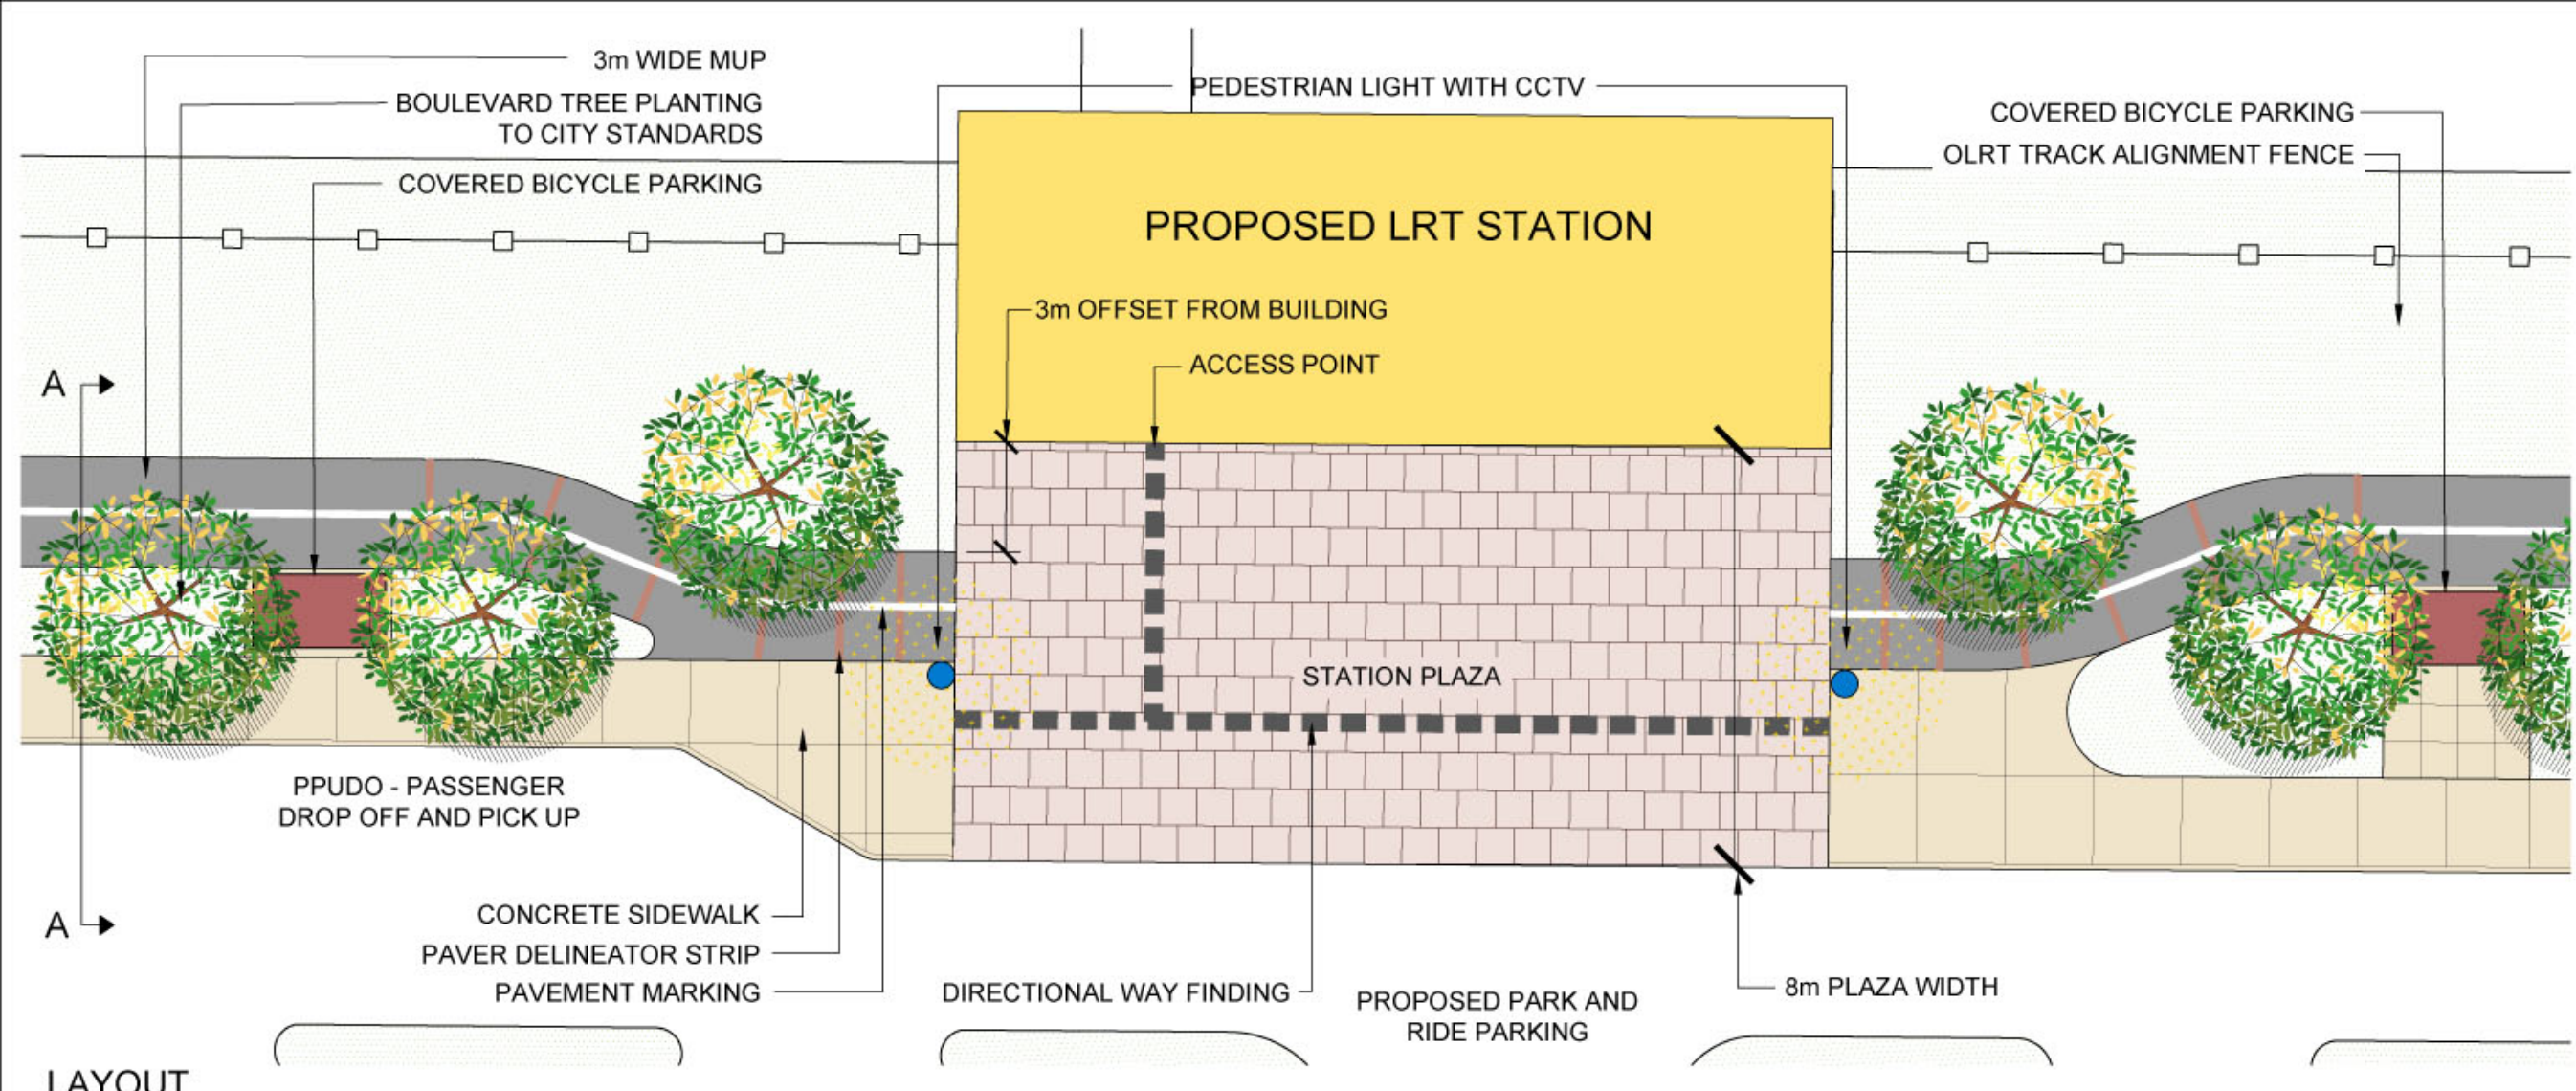 3m WIDE MUP
BOULEVARD TREE PLANTING
TO CITY STANDARDS
COVERED BICYCLE PARKING
PEDESTRIAN LIGHT WITH CCTV
COVERED BICYCLE PARKING
OLRT TRACK ALIGNMENT FENCE
PROPOSED LRT STATION
3m OFFSET FROM BUILDING
ACCESS POINT
A
STATION PLAZA
PPUDO - PASSENGER
DROP OFF AND PICK UP
A
CONCRETE SIDEWALK
PAVER DELINEATOR STRIP
PAVEMENT MARKING
DIRECTIONAL WAY FINDING
PROPOSED PARK AND
RIDE PARKING
8m PLAZA WIDTH
LAYOUT